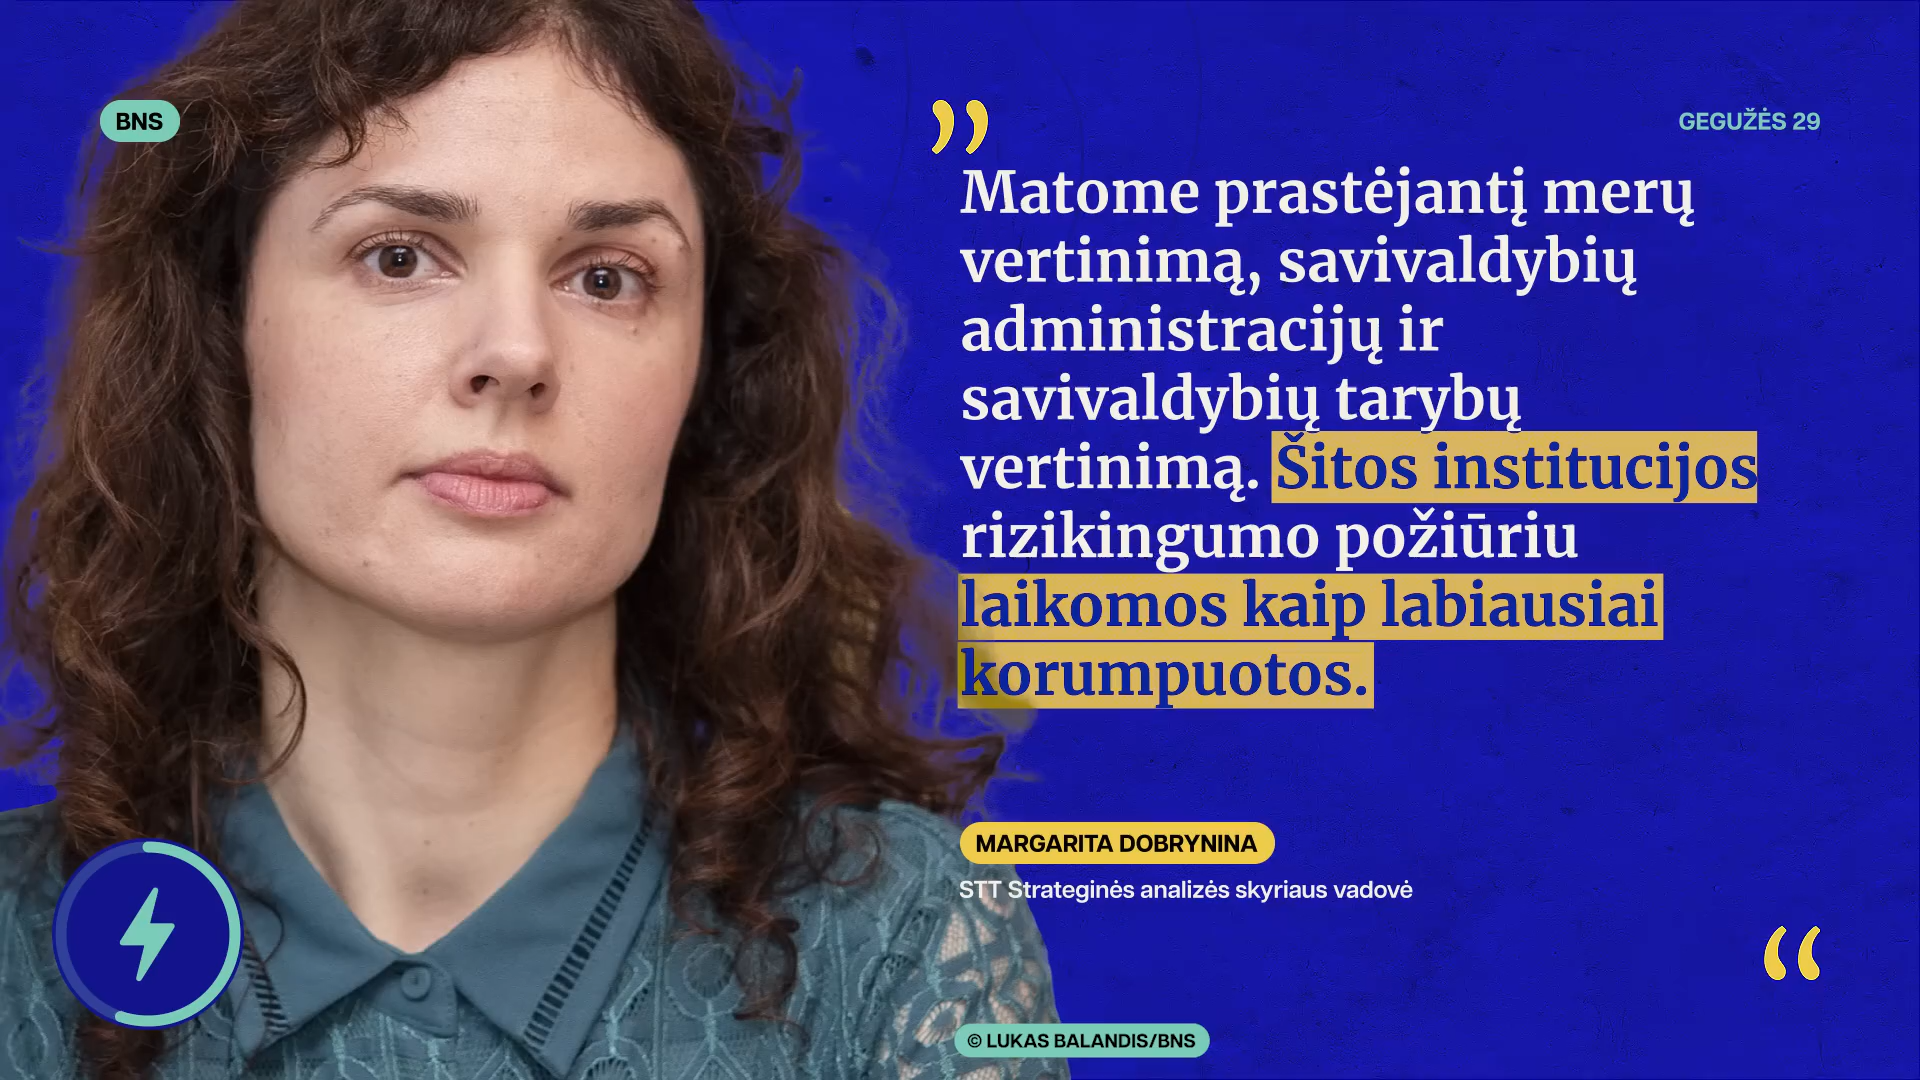 BNS
GEGUŽĖS 29
”
Matome prastėjantį merų
vertinimą, savivaldybių
administracijų ir
savivaldybių tarybų
vertinimą. Šitos institucijos
rizikingumo požiūriu
laikomos kaip labiausiai
korumpuotos.
MARGARITA DOBRYNINA
STT Strateginės analizės skyriaus vadovė
“
© LUKAS BALANDIS/BNS